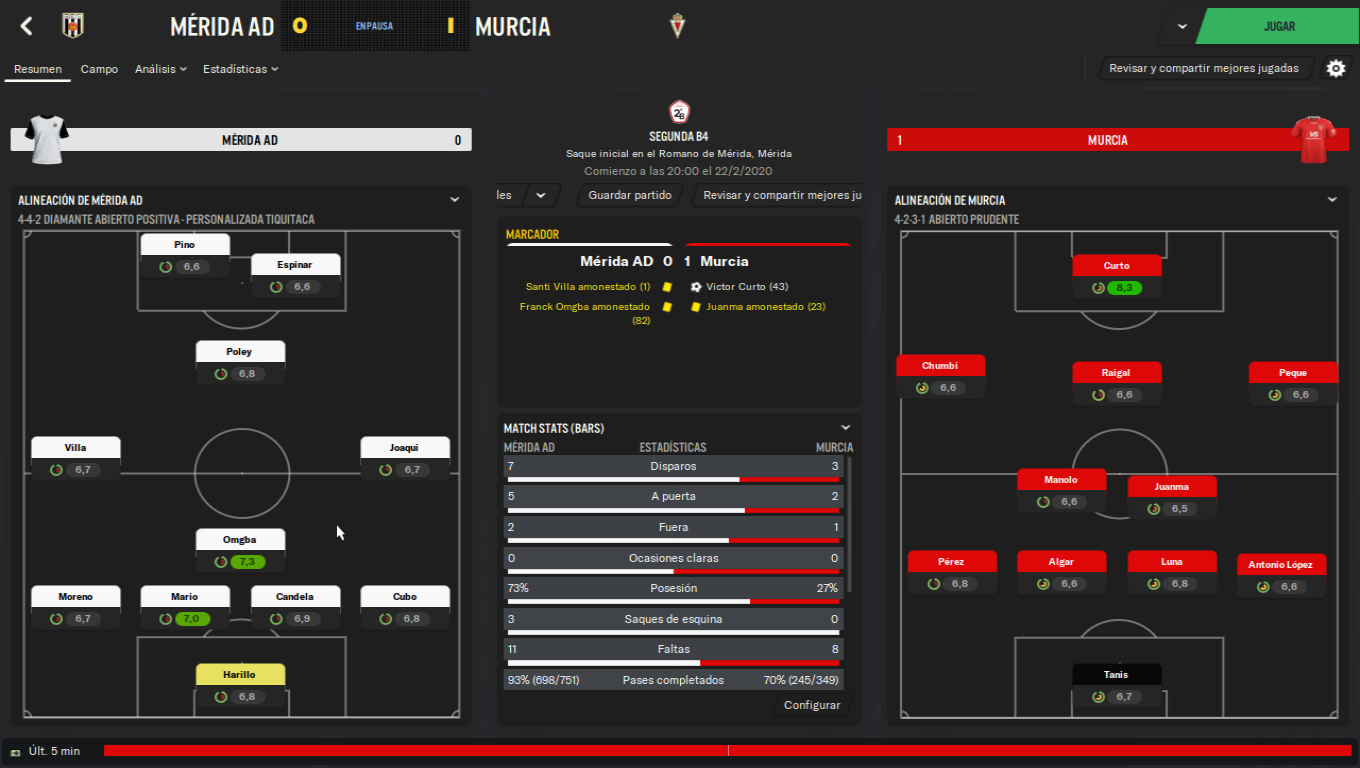 MÉRIDA AD 0 EN PAUSA 1 MURCIA
JUGAR
Resumen Campo Análisis Estadísticas
Revisar y compartir mejores jugadas
MÉRIDA AD 0
2ªB
SEGUNDA B4
Saque inicial en el Romano de Mérida, Mérida
Comienzo a las 20:00 el 22/2/2020
les Guardar partido Revisar y compartir mejores ju
1 MURCIA
ALINEACIÓN DE MÉRIDA AD
4-4-2 DIAMANTE ABIERTO POSITIVA - PERSONALIZADA TIQUITACA
Pino
6,6
Espinar
6,6
Poley
6,8
Villa
6,7
Joaqui
6,7
Omgba
7,3
Moreno
6,7
Mario
7,0
Candela
6,9
Cubo
6,8
Harillo
6,8
MARCADOR
Mérida AD 0 1 Murcia
Santi Villa amonestado (1)
Víctor Curto (43)
Franck Omgba amonestado
(82)
Juanma amonestado (23)
MATCH STATS (BARS)
MÉRIDA AD ESTADÍSTICAS MURCIA
7 Disparos 3
5 A puerta 2
2 Fuera 1
0 Ocasiones claras 0
73% Posesión 27%
3 Saques de esquina 0
11 Faltas 8
93% (698/751) Pases completados 70% (245/349)
Configurar
ALINEACIÓN DE MURCIA
4-2-3-1 ABIERTO PRUDENTE
Curto
8,3
Chumbi
6,6
Raigal
6,6
Peque
6,6
Manolo
6,6
Juanma
6,5
Pérez
6,8
Algar
6,6
Luna
6,8
Antonio López
6,6
Tanis
6,7
Últ. 5 min